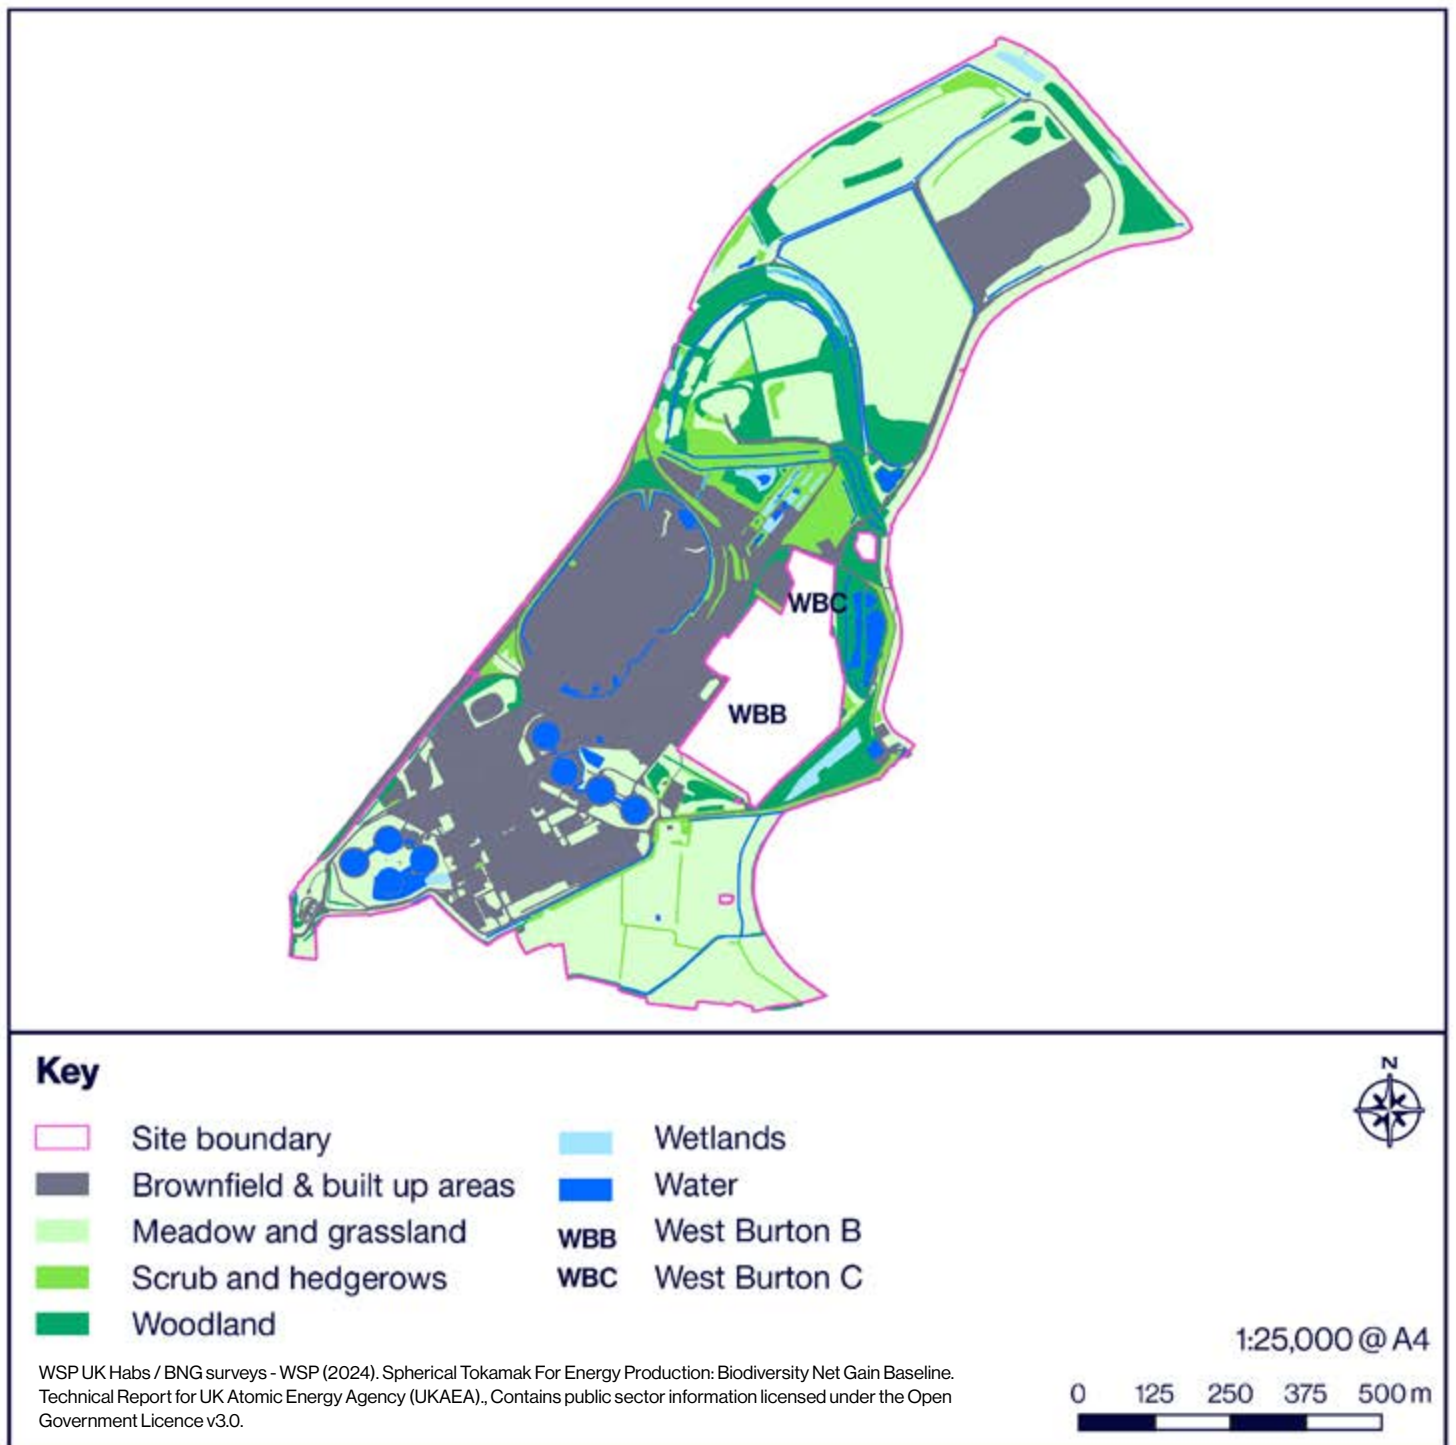 WBC
WBB
Key
N
Site boundary
Brownfield & built up areas
Meadow and grassland
Scrub and hedgerows
Woodland
Wetlands
Water
WBB West Burton B
WBC West Burton C
1:25,000 @ A4
0 125 250 375 500 m
WSP UK Habs / BNG surveys - WSP (2024). Spherical Tokamak For Energy Production: Biodiversity Net Gain Baseline.
Technical Report for UK Atomic Energy Agency (UKAEA)., Contains public sector information licensed under the Open
Government Licence v3.0.